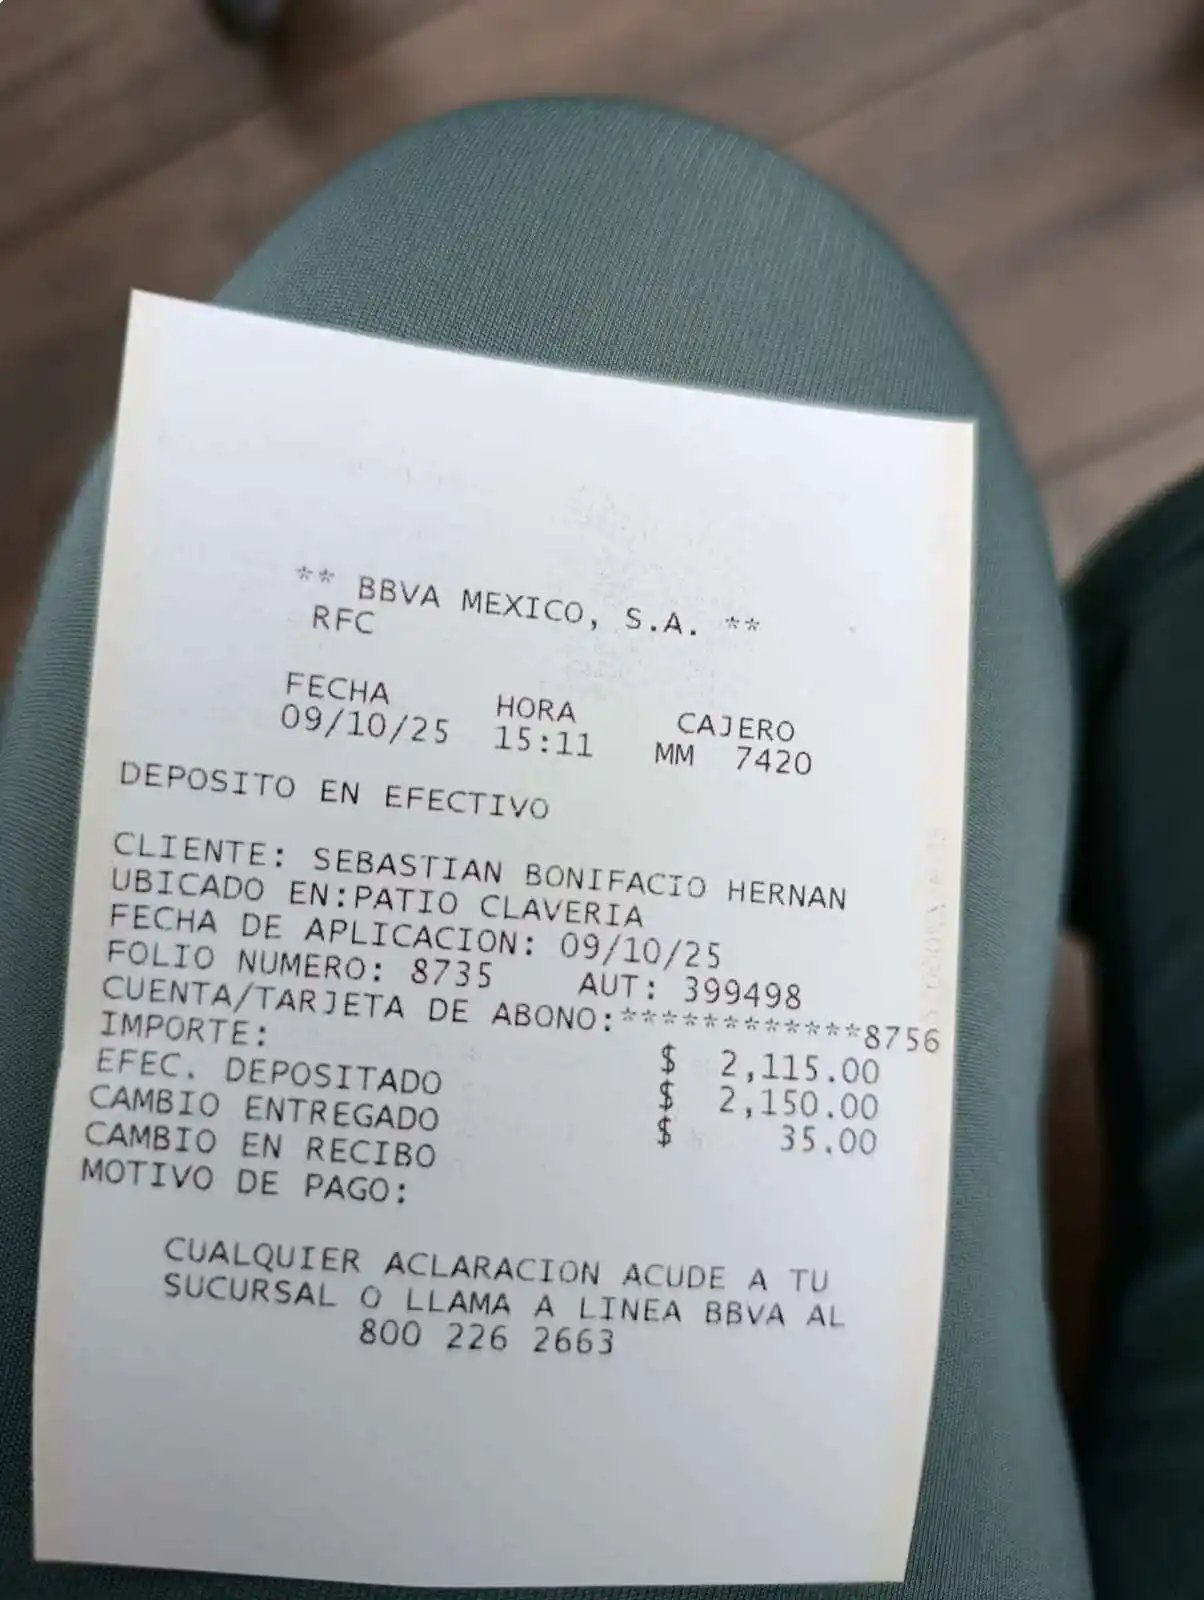 ** BBVA MEXICO, S.A. **
RFC
FECHA HORA CAJERO
09/10/25 15:11 MM 7420
DEPOSITO EN EFECTIVO
CLIENTE: SEBASTIAN BONIFACIO HERNAN
UBICADO EN:PATIO CLAVERIA
FECHA DE APLICACION: 09/10/25
FOLIO NUMERO: 8735 AUT: 399498
CUENTA/TARJETA DE ABONO:************8756
IMPORTE: $ 2,115.00
EFEC. DEPOSITADO $ 2,150.00
CAMBIO ENTREGADO $ 35.00
CAMBIO EN RECIBO
MOTIVO DE PAGO:
CUALQUIER ACLARACION ACUDE A TU
SUCURSAL O LLAMA A LINEA BBVA AL
800 226 2663